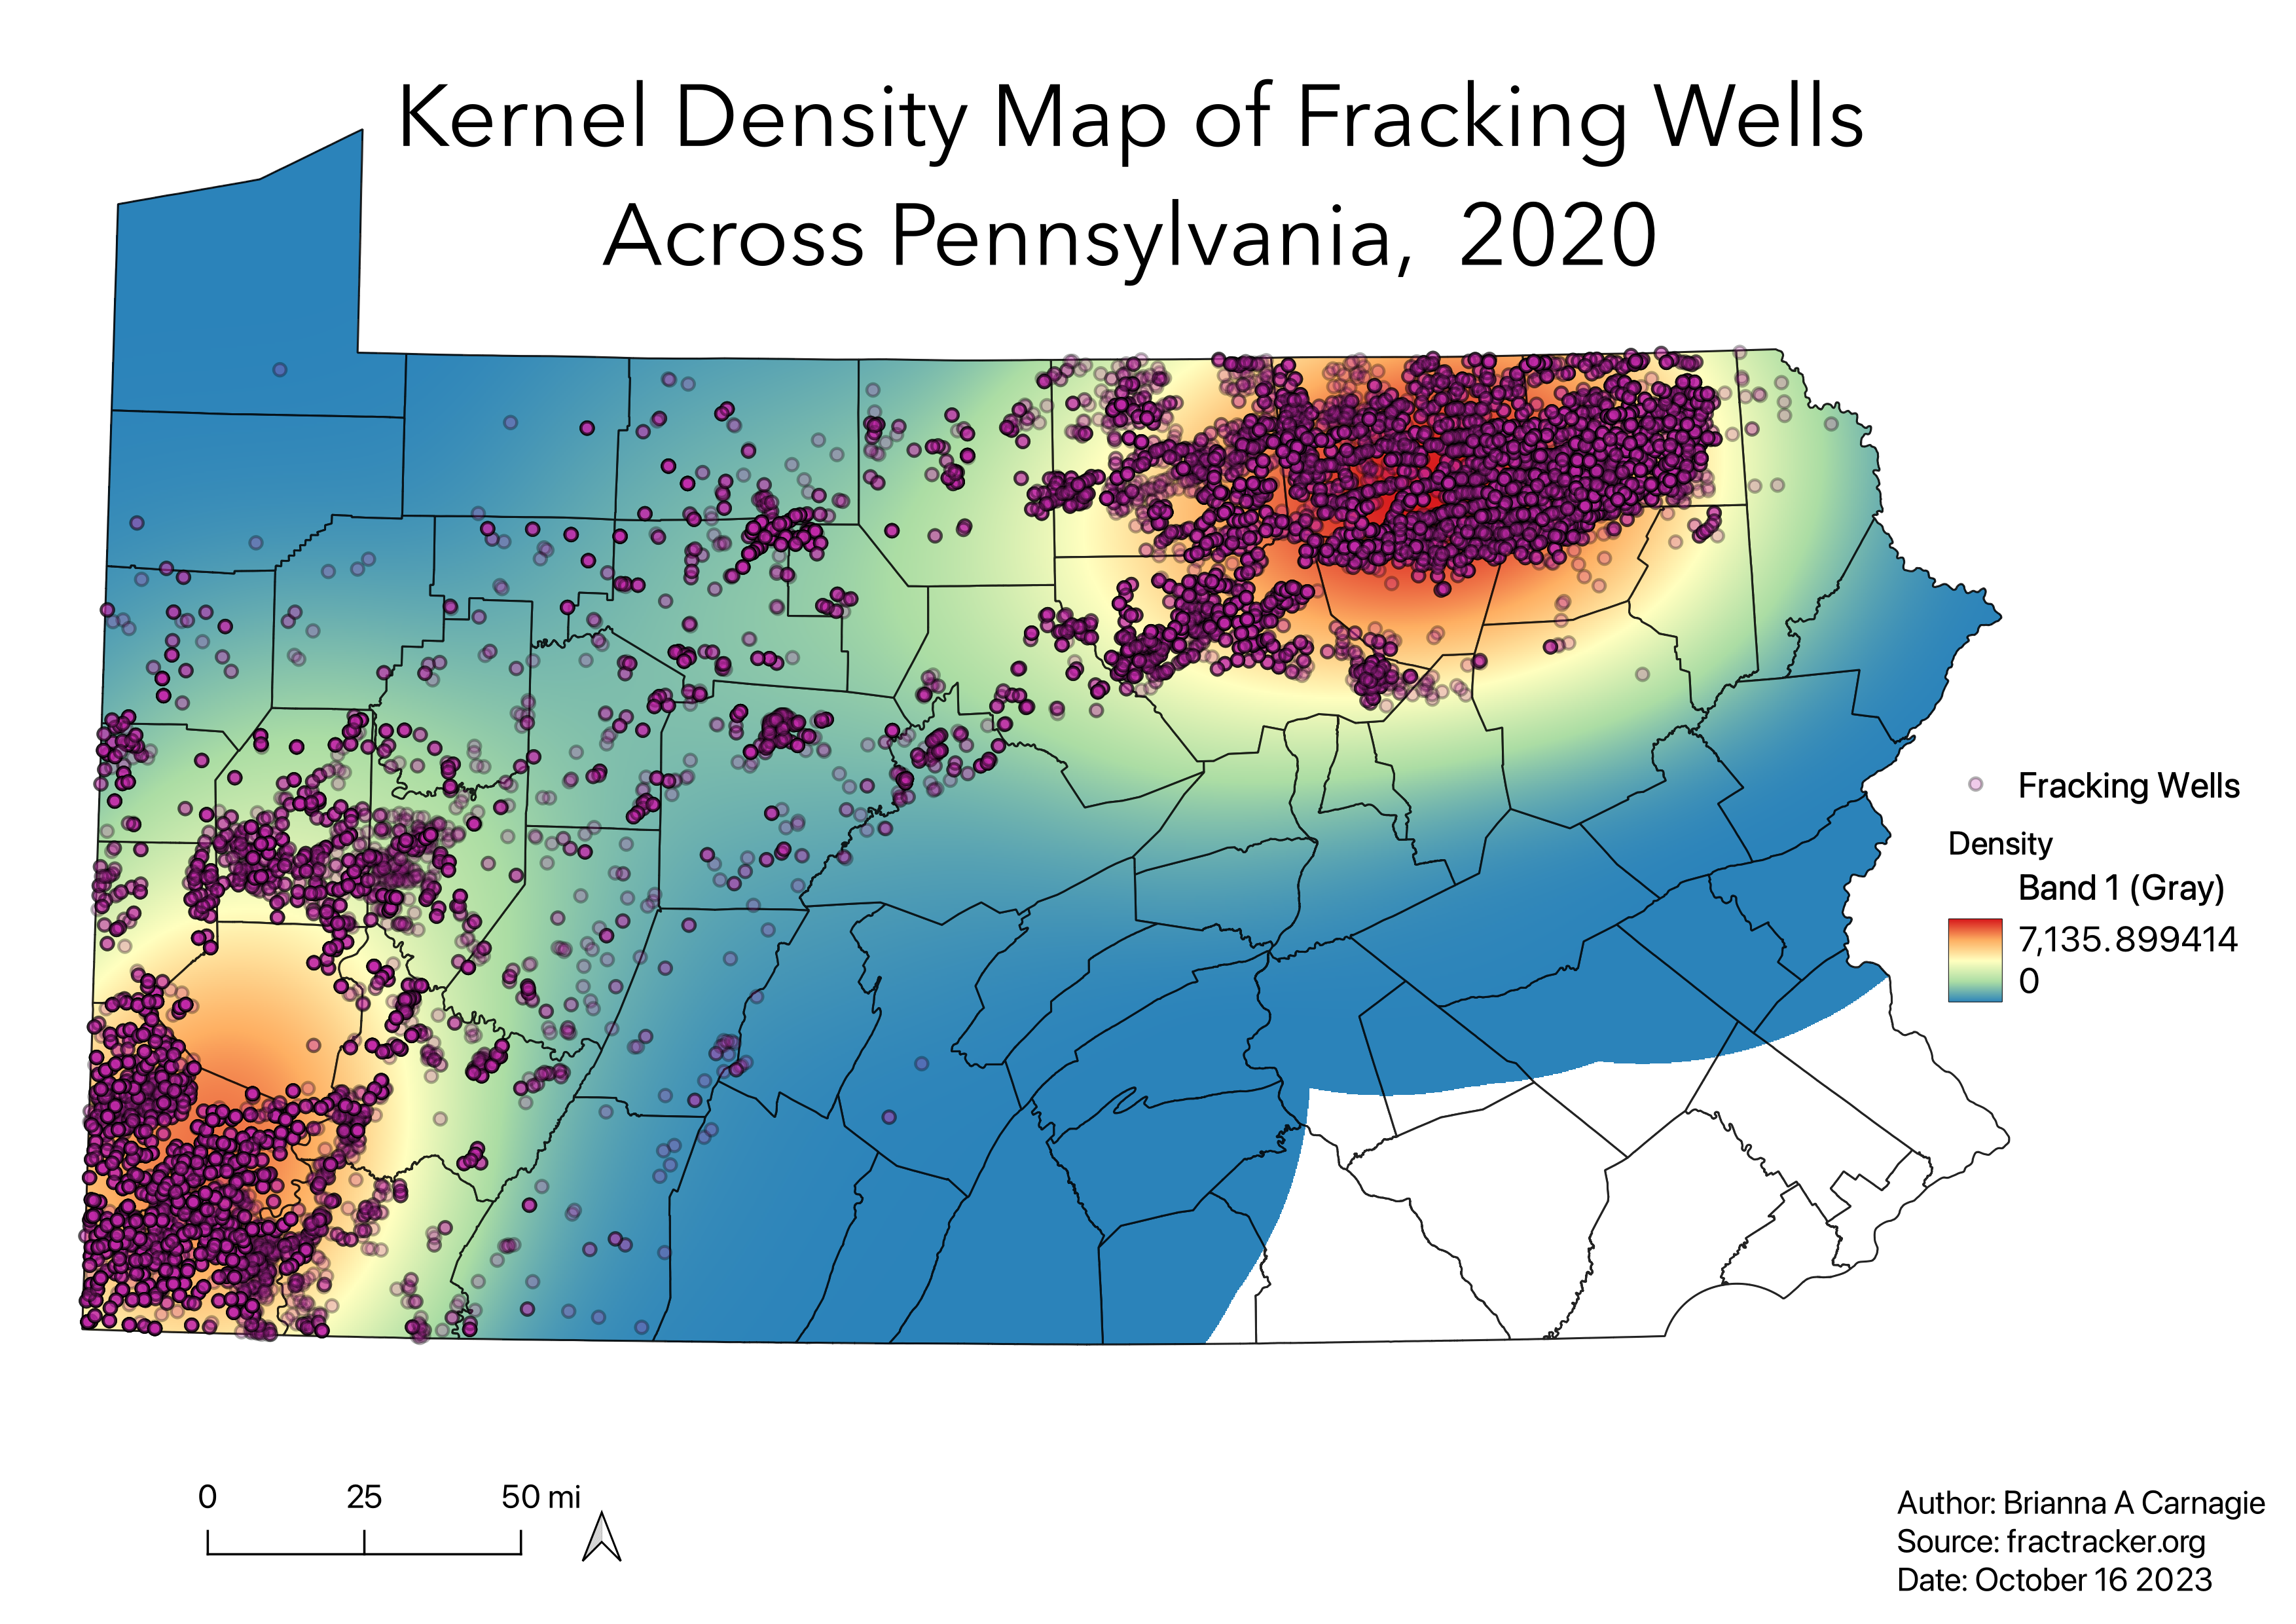 Kernel Density Map of Fracking Wells
Across Pennsylvania, 2020
Fracking Wells
Density
Band 1 (Gray)
7,135.899414
0
0 25 50 mi
Author: Brianna A Carnagie
Source: fractracker.org
Date: October 16 2023